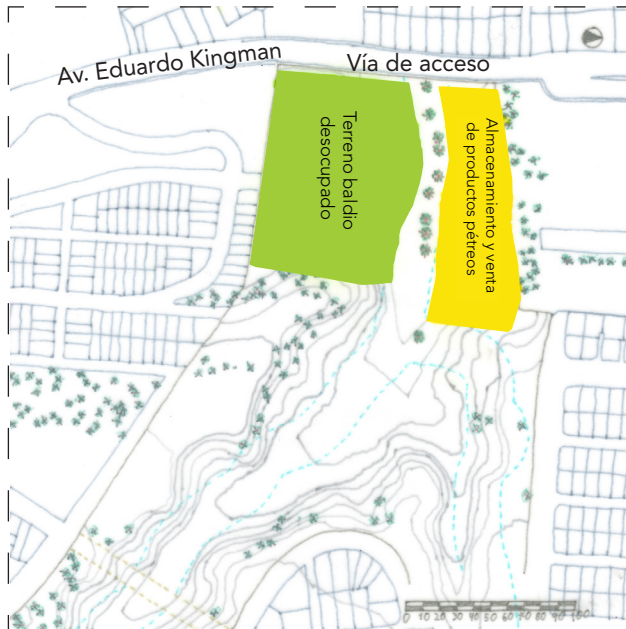 Av. Eduardo Kingman
Vía de acceso
Terreno baldio
desocupado
Almacenamiento y venta
de productos pétreos
0 10 20 30 40 50 60 70 80 90 100